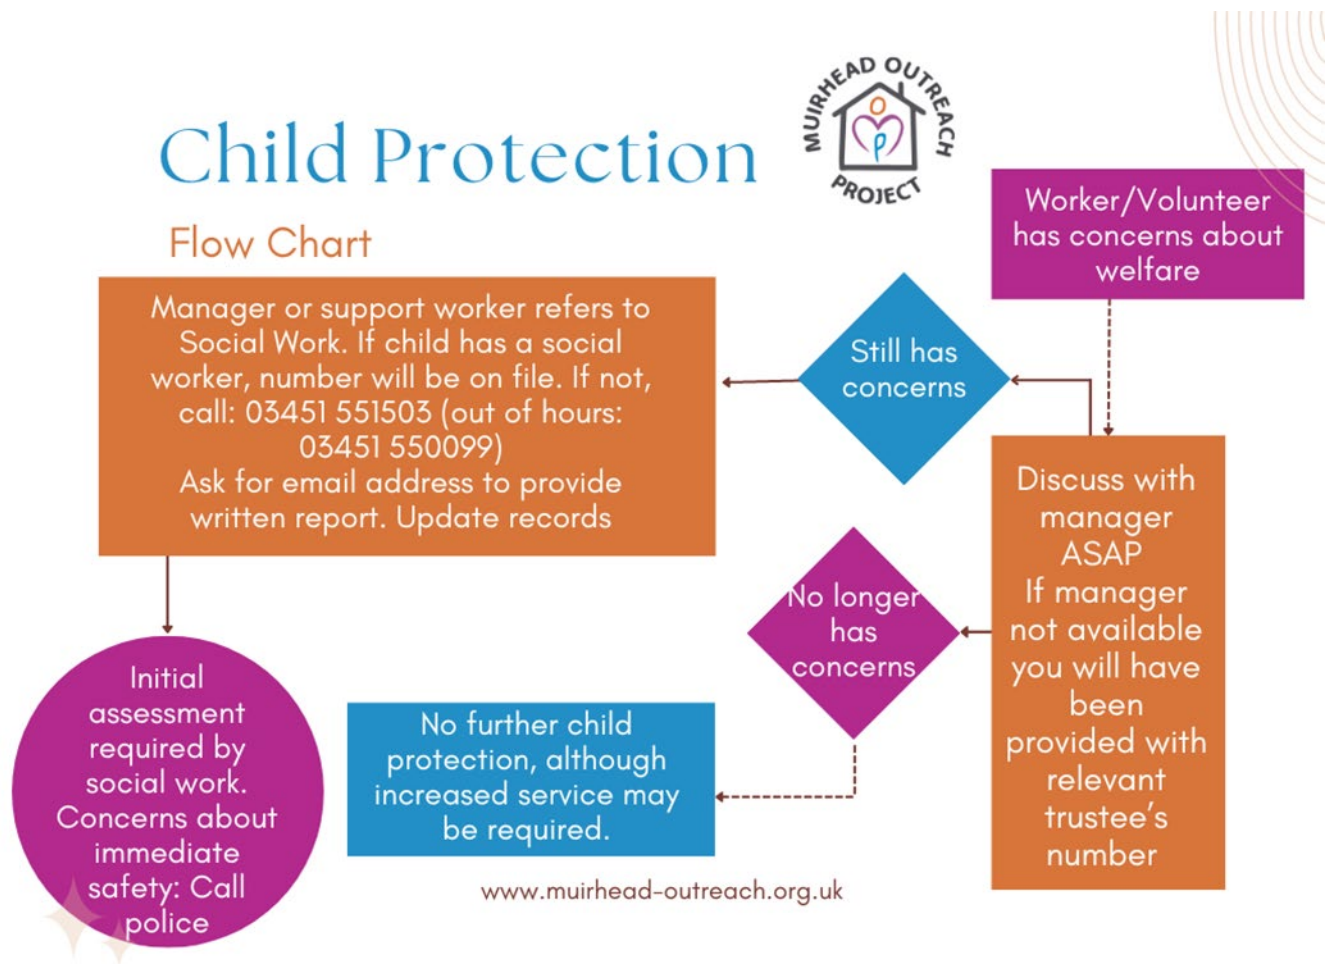 MUIRHEAD OUTREACH
PROJECT
O
P
Child Protection
Flow Chart
Worker/Volunteer
has concerns about
welfare
Discuss with
manager
ASAP
If manager
not available
you will have
been
provided with
relevant
trustee's
number
Still has
concerns
Manager or support worker refers to
Social Work. If child has a social
worker, number will be on file. If not,
call: 03451 551503 (out of hours:
03451 550099)
Ask for email address to provide
written report. Update records
Initial
assessment
required by
social work.
Concerns about
immediate
safety: Call
police
No longer
has
concerns
No further child
protection, although
increased service may
be required.
www.muirhead-outreach.org.uk